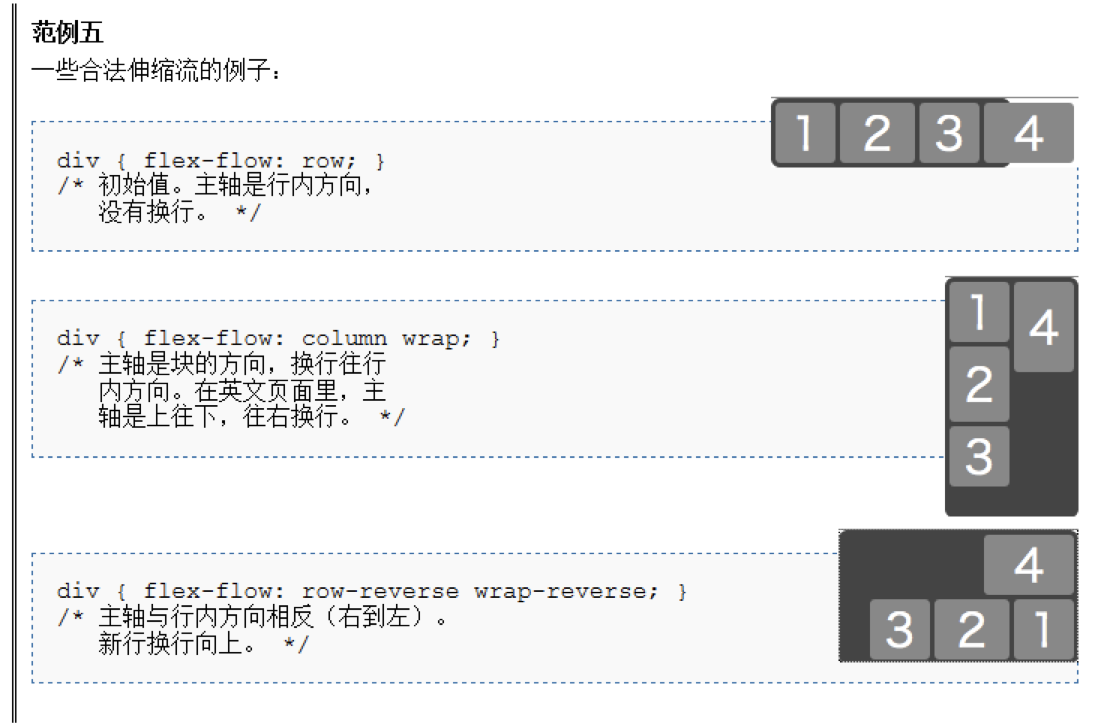 范例五
一些合法伸缩流的例子：
1 2 3 4
div { flex-flow: row; }
/* 初始值。主轴是行内方向，
没有换行。 */
1 4
2
3
div { flex-flow: column wrap; }
/* 主轴是块的方向，换行往行
内方向。在英文页面里，主
轴是上往下，往右换行。 */
4
3 2 1
div { flex-flow: row-reverse wrap-reverse; }
/* 主轴与行内方向相反（右到左）。
新行换行向上。 */